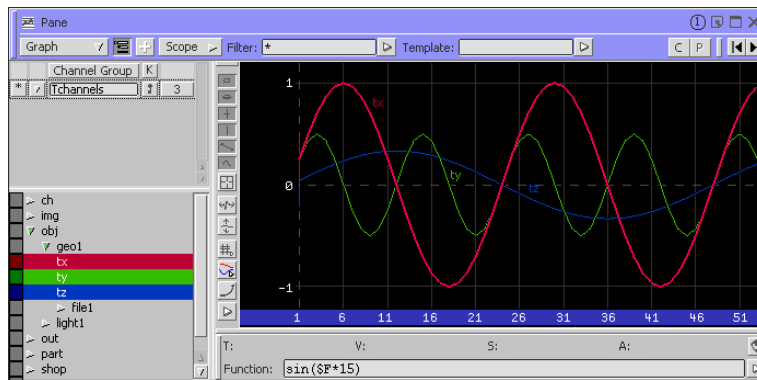 Pane
Graph Scope Filter: * Template: C P
Channel Group K
* Tchannels 3
ch
img
obj
geo1
tx
ty
tz
file1
light1
out
part
shop
1
0
-1
tx
ty
tz
1 6 11 16 21 26 31 36 41 46 51
T: V: S: A:
Function: sin($F*15)